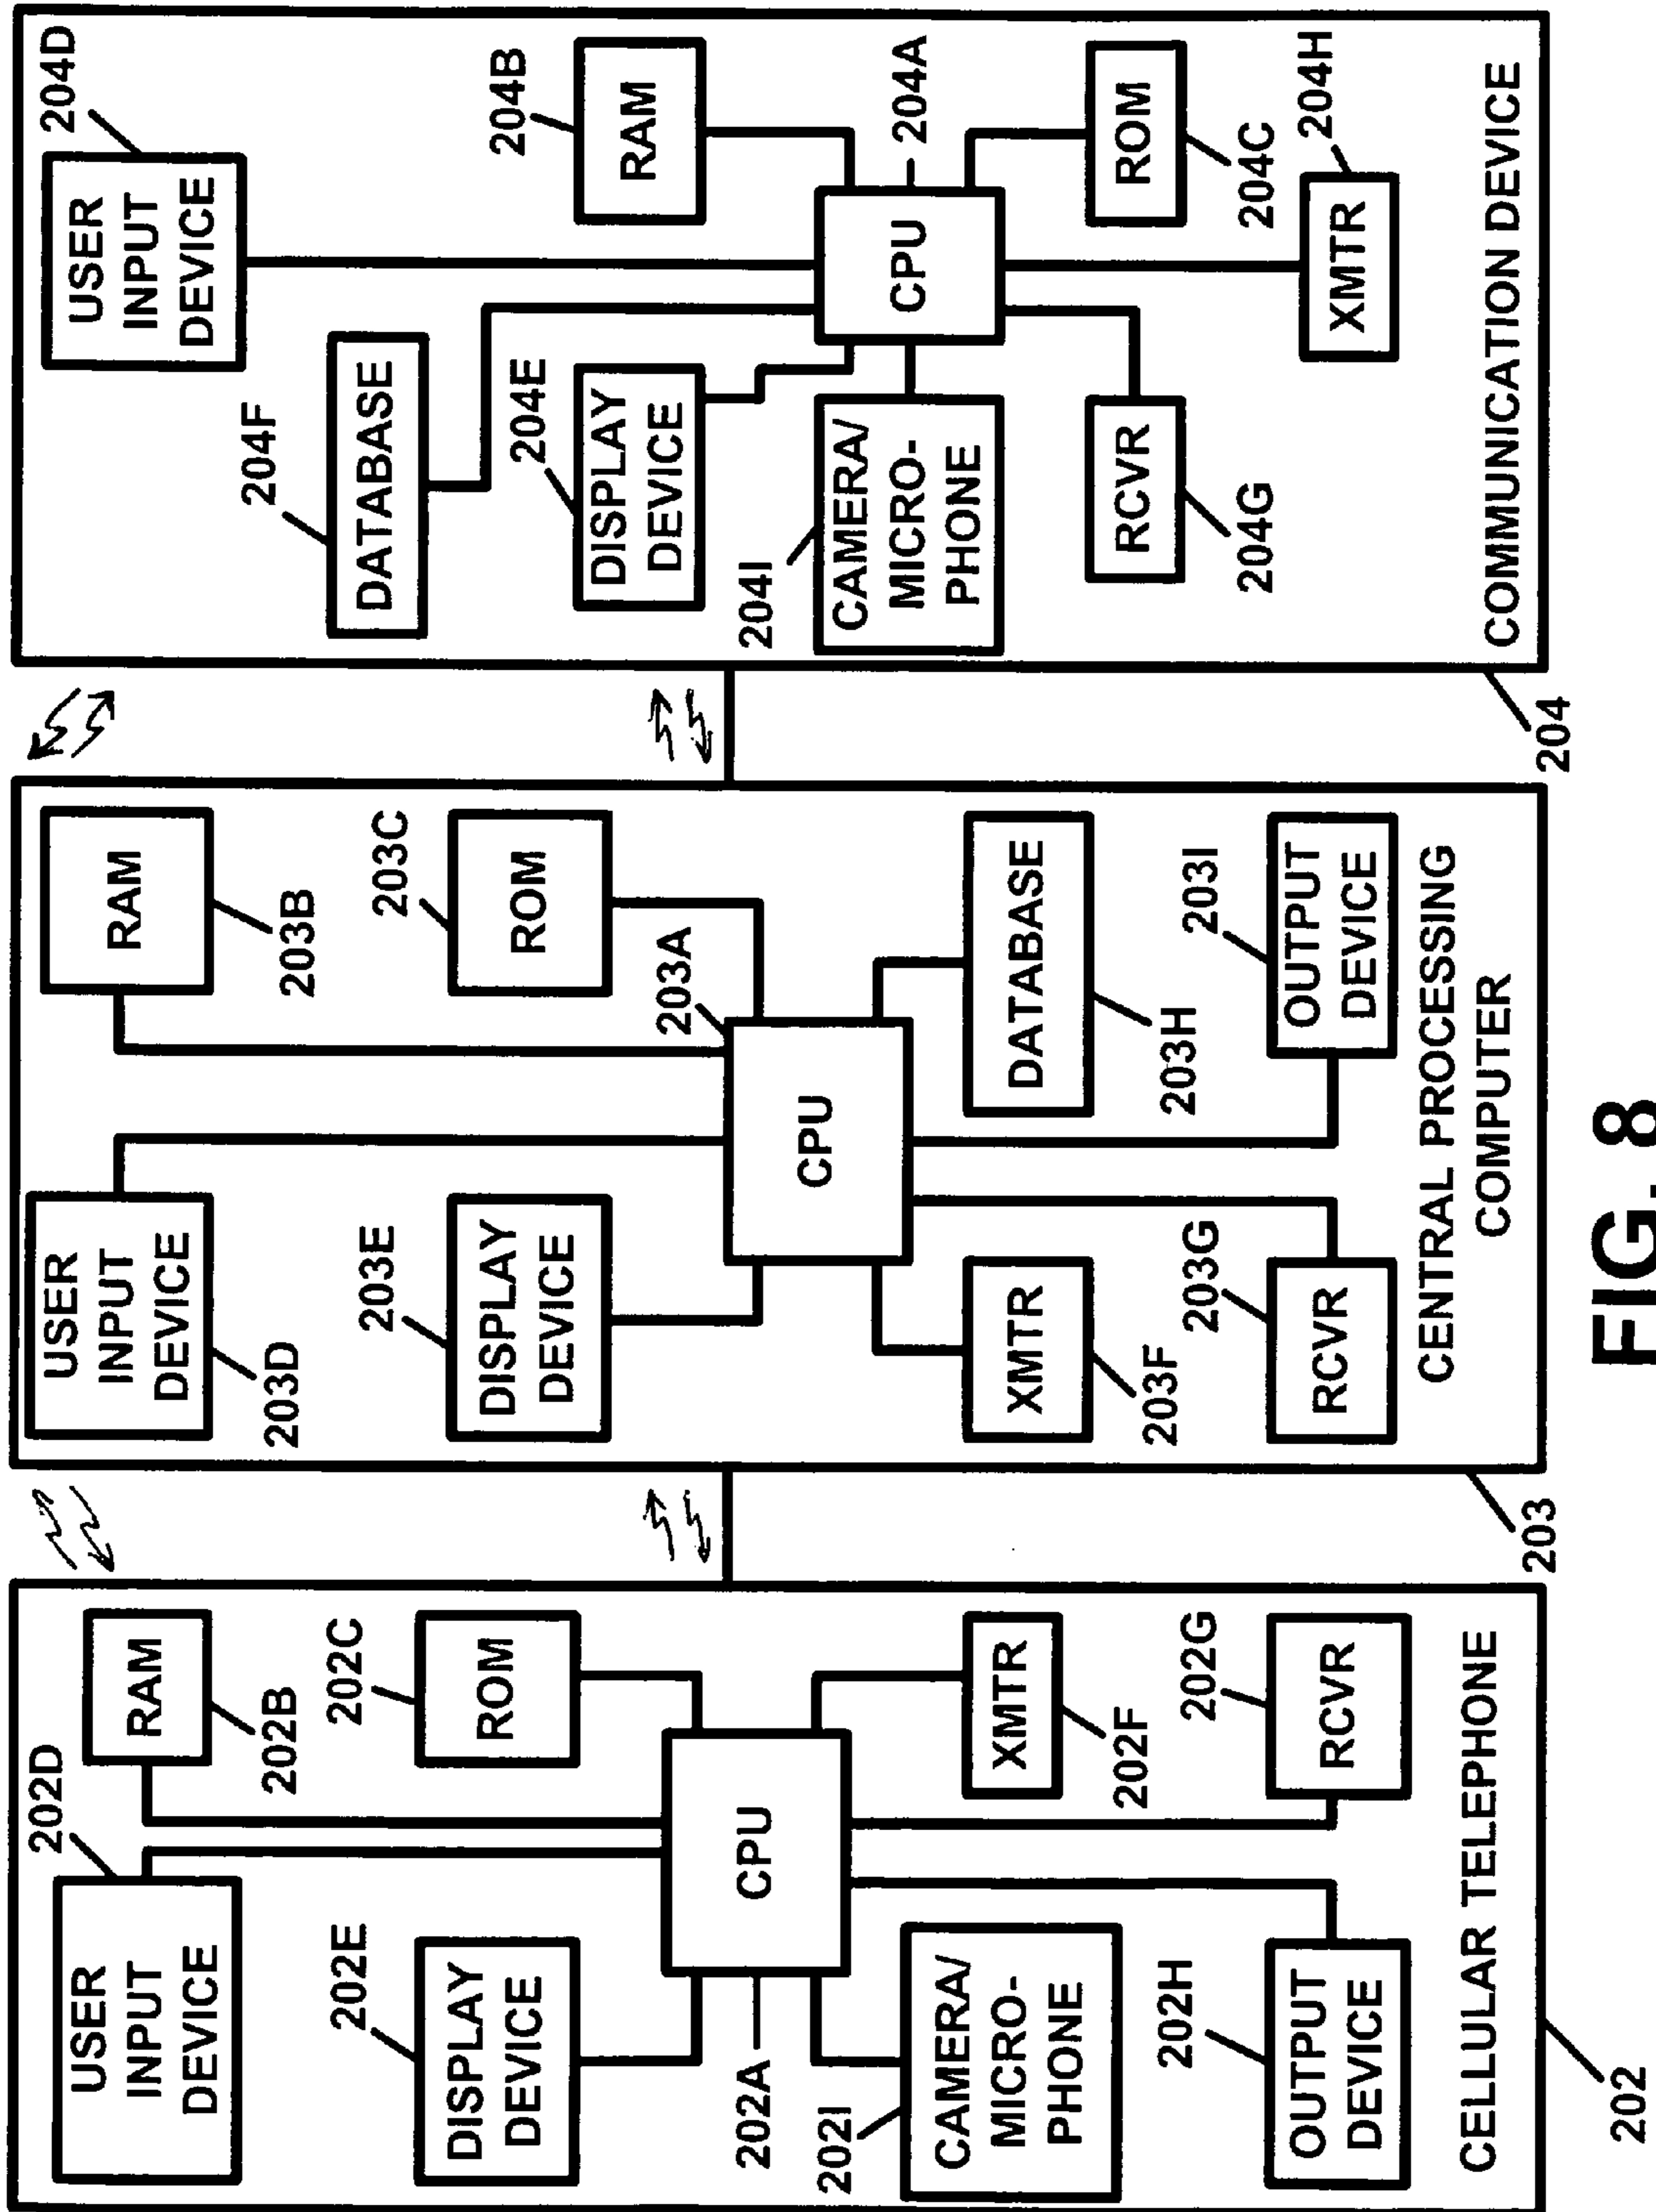 202D
USER
INPUT
DEVICE
RAM
202B
202E
DISPLAY
DEVICE
202C
ROM
CPU
202A
202I
CAMERA/
MICRO-
PHONE
XMTR
202F
202H
OUTPUT
DEVICE
202G
RCVR
CELLULAR TELEPHONE
202
USER
INPUT
DEVICE
203D
RAM
203B
203E
DISPLAY
DEVICE
203C
ROM
203A
CPU
XMTR
203F
DATABASE
203H
203G
RCVR
203I
OUTPUT
DEVICE
CENTRAL PROCESSING
COMPUTER
203
204D
USER
INPUT
DEVICE
204F
DATABASE
204B
RAM
204E
DISPLAY
DEVICE
204I
CAMERA/
MICRO-
PHONE
CPU
204A
RCVR
204G
ROM
204C
204H
XMTR
COMMUNICATION DEVICE
204
FIG. 8